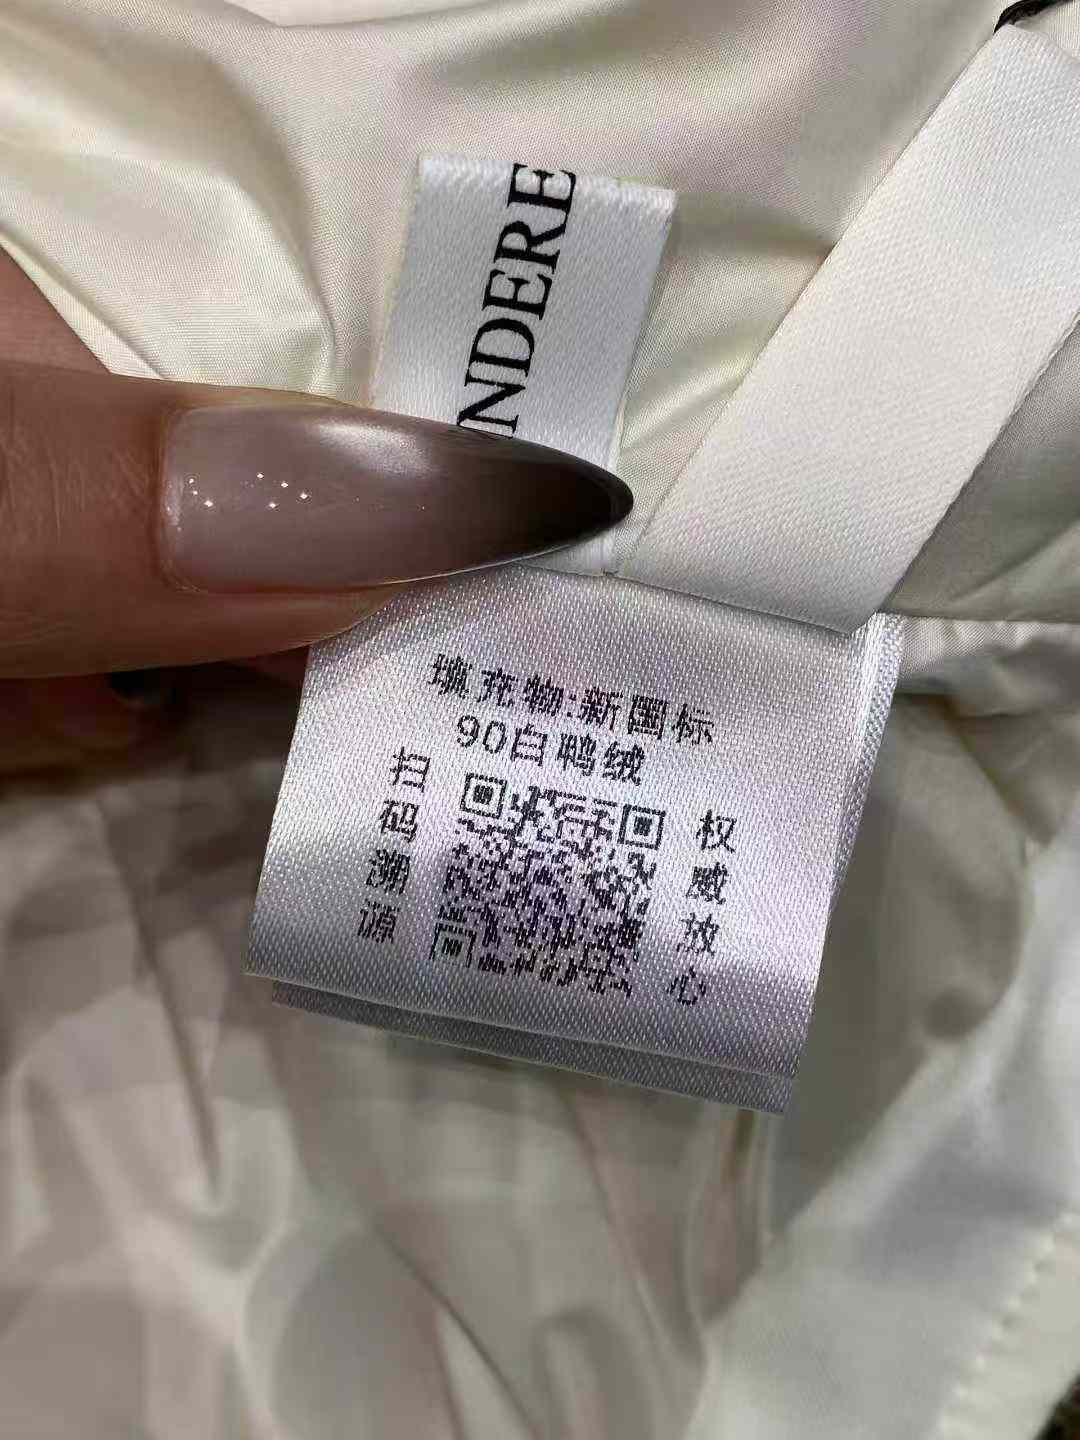 NDERE
填充物:新国标
90白鸭绒
扫码溯源
权威放心